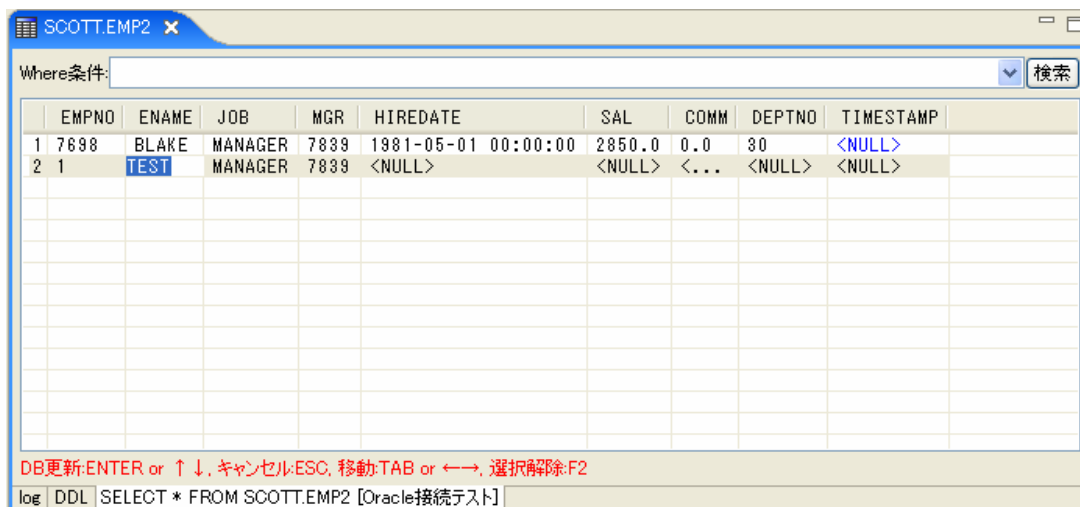 SCOTT.EMP2
Where条件: 検索
EMPNO ENAME JOB MGR HIREDATE SAL COMM DEPTNO TIMESTAMP
1 7698 BLAKE MANAGER 7839 1981-05-01 00:00:00 2850.0 0.0 30 <NULL>
2 1 TEST MANAGER 7839 <NULL> <NULL> <... <NULL> <NULL>
DB更新:ENTER or ↑↓, キャンセル:ESC, 移動:TAB or ←→, 選択解除:F2
log DDL SELECT * FROM SCOTT.EMP2 [Oracle接続テスト]